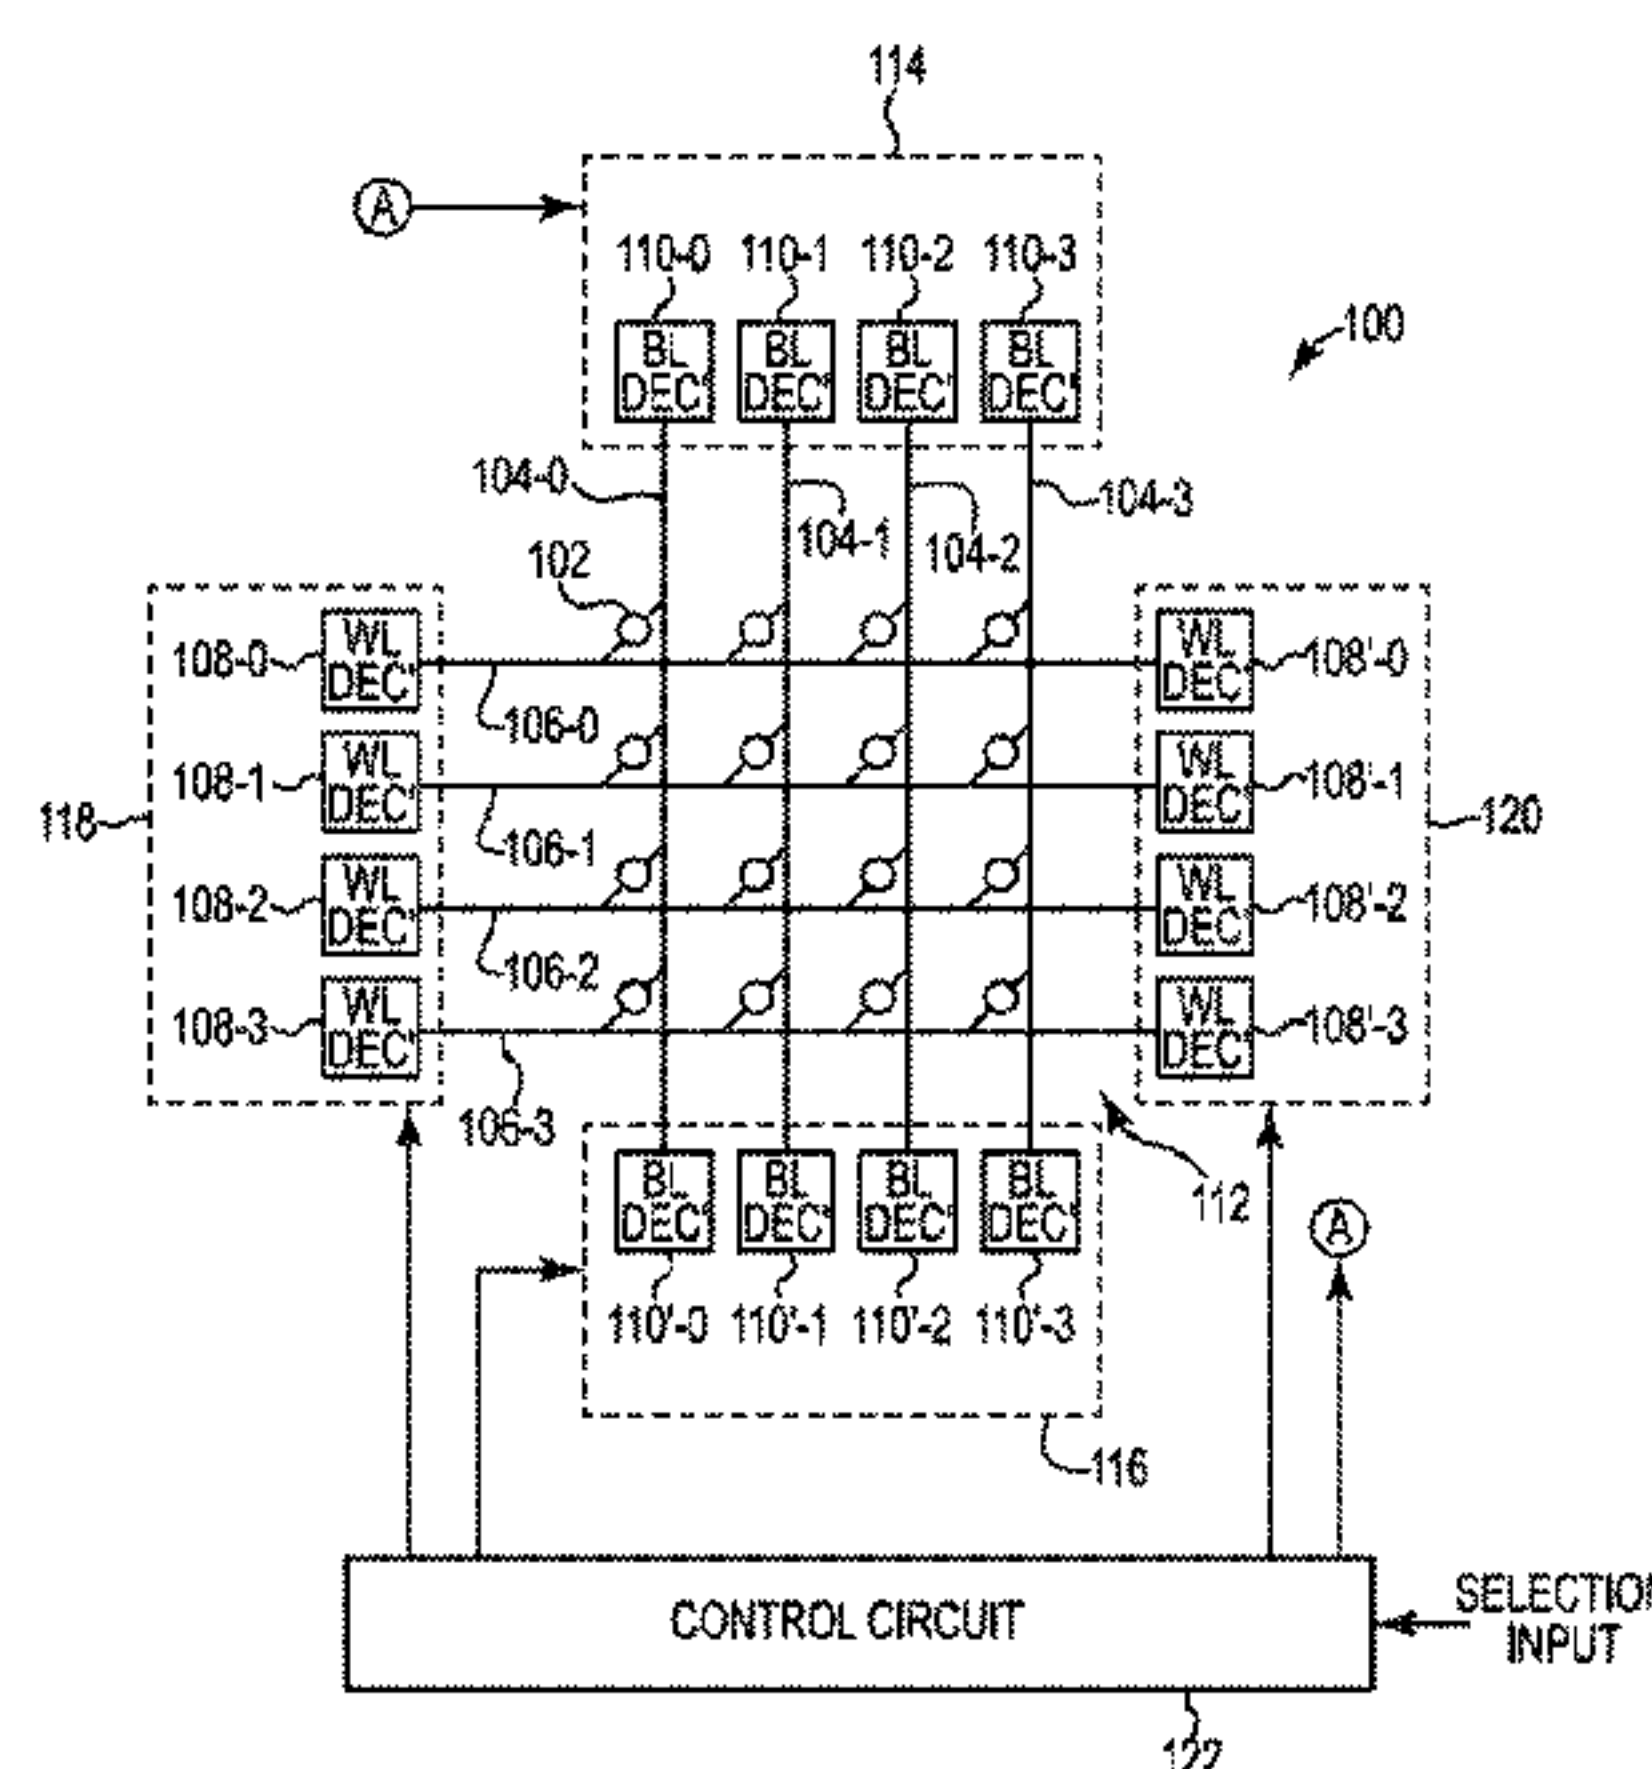 114
A
110-0 110-1 110-2 110-3
100
BL DEC' BL DEC' BL DEC' BL DEC'
104-0 104-1 104-2 104-3
102
108-0 WL DEC' WL DEC' 108'-0
106-0
108-1 WL DEC' WL DEC' 108'-1
118 120
106-1
108-2 WL DEC' WL DEC' 108'-2
106-2
108-3 WL DEC' WL DEC' 108'-3
106-3
BL DEC' BL DEC' BL DEC' BL DEC'
112
A
110'-0 110'-1 110'-2 110'-3
116
CONTROL CIRCUIT
SELECTION
INPUT
122